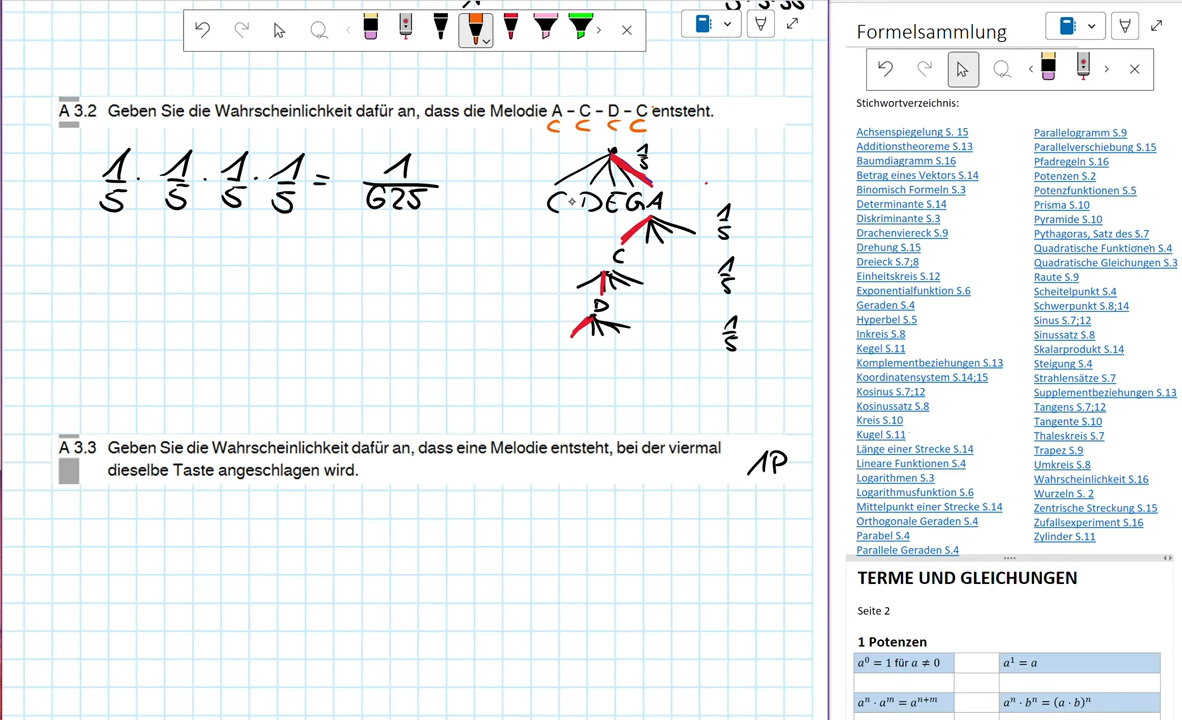 Formelsammlung
A 3.2 Geben Sie die Wahrscheinlichkeit dafür an, dass die Melodie A – C – D – C entsteht.
C C C C
1/5 · 1/5 · 1/5 · 1/5 = 1/625
1/5
C D E G A
1/5
C
1/5
D
1/5
A 3.3 Geben Sie die Wahrscheinlichkeit dafür an, dass eine Melodie entsteht, bei der viermal
dieselbe Taste angeschlagen wird.
1P
Stichwortverzeichnis:
Achsenspiegelung S. 15
Additionstheoreme S.13
Baumdiagramm S.16
Betrag eines Vektors S.14
Binomisch Formeln S.3
Determinante S.14
Diskriminante S.3
Drachenviereck S.9
Drehung S.15
Dreieck S.7;8
Einheitskreis S.12
Exponentialfunktion S.6
Geraden S.4
Hyperbel S.5
Inkreis S.8
Kegel S.11
Komplementbeziehungen S.13
Koordinatensystem S.14;15
Kosinus S.7;12
Kosinussatz S.8
Kreis S.10
Kugel S.11
Länge einer Strecke S.14
Lineare Funktionen S.4
Logarithmen S.3
Logarithmusfunktion S.6
Mittelpunkt einer Strecke S.14
Orthogonale Geraden S.4
Parabel S.4
Parallele Geraden S.4
Parallelogramm S.9
Parallelverschiebung S.15
Pfadregeln S.16
Potenzen S.2
Potenzfunktionen S.5
Prisma S.10
Pyramide S.10
Pythagoras, Satz des S.7
Quadratische Funktionen S.4
Quadratische Gleichungen S.3
Raute S.9
Scheitelpunkt S.4
Schwerpunkt S.8;14
Sinus S.7;12
Sinussatz S.8
Skalarprodukt S.14
Steigung S.4
Strahlensätze S.7
Supplementbeziehungen S.13
Tangens S.7;12
Tangente S.10
Thaleskreis S.7
Trapez S.9
Umkreis S.8
Wahrscheinlichkeit S.16
Wurzeln S. 2
Zentrische Streckung S.15
Zufallsexperiment S.16
Zylinder S.11
TERME UND GLEICHUNGEN
Seite 2
1 Potenzen
a⁰ = 1 für a ≠ 0 a¹ = a
aⁿ · aᵐ = aⁿ⁺ᵐ aⁿ · bⁿ = (a · b)ⁿ